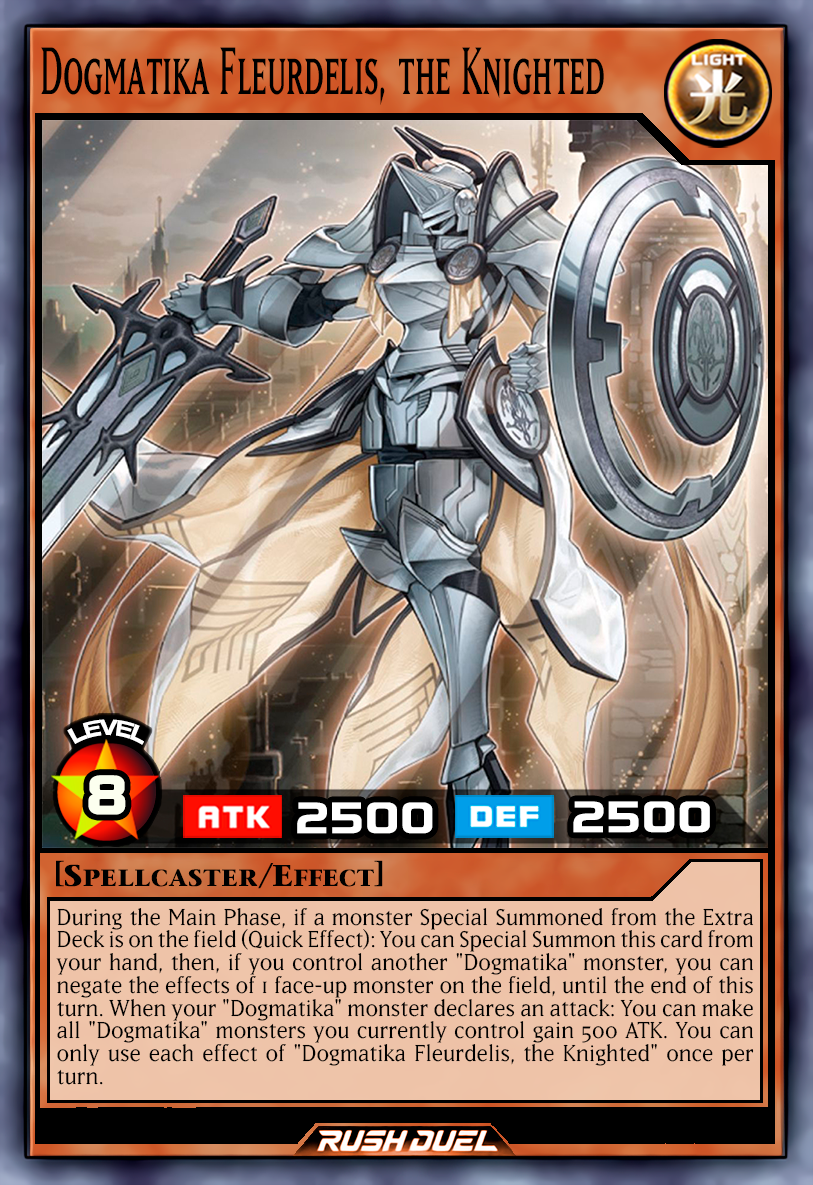 Dogmatika Fleurdelis, the Knighted
LIGHT
光
LEVEL
8
ATK 2500 DEF 2500
[Spellcaster/Effect]
During the Main Phase, if a monster Special Summoned from the Extra
Deck is on the field (Quick Effect): You can Special Summon this card from
your hand, then, if you control another "Dogmatika" monster, you can
negate the effects of 1 face-up monster on the field, until the end of this
turn. When your "Dogmatika" monster declares an attack: You can make
all "Dogmatika" monsters you currently control gain 500 ATK. You can
only use each effect of "Dogmatika Fleurdelis, the Knighted" once per
turn.
RUSH DUEL